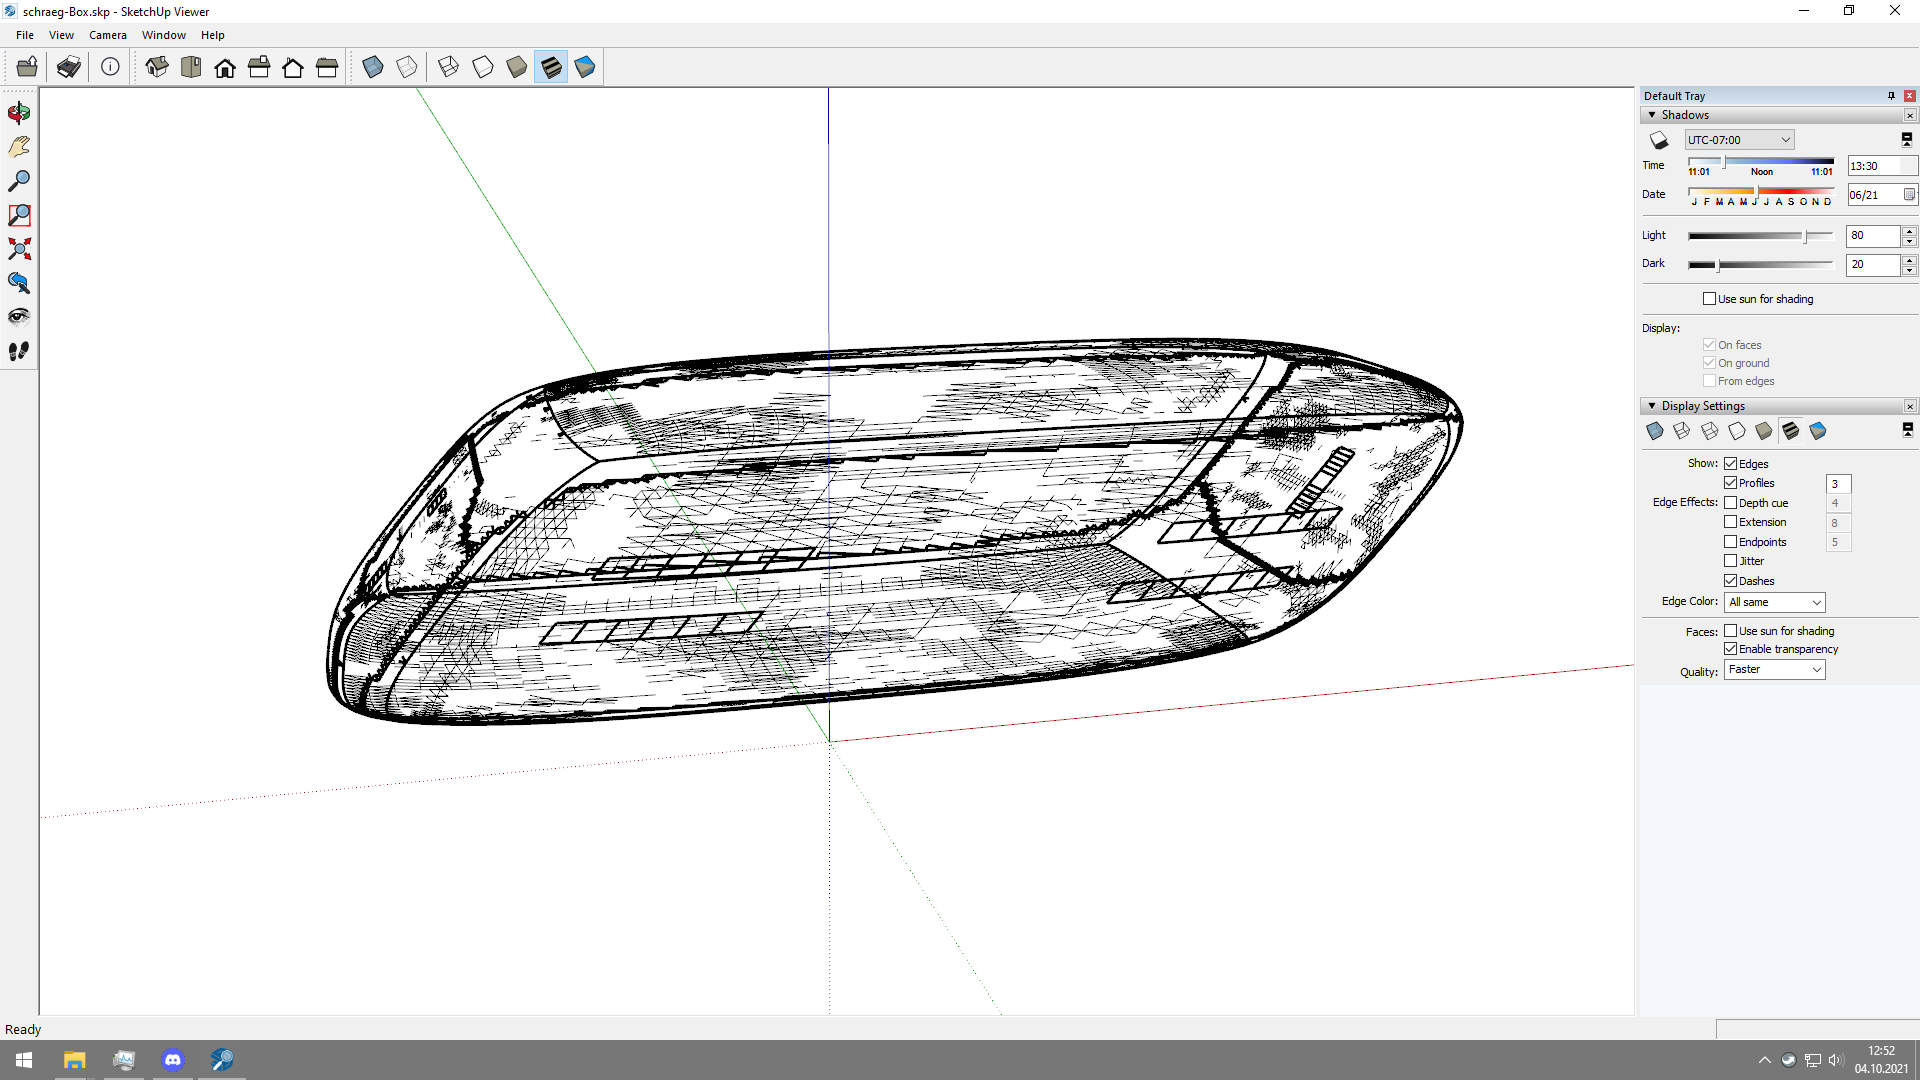 schraeg-Box.skp - SketchUp Viewer
File View Camera Window Help
Default Tray
Shadows
UTC-07:00
Time 11:01 Noon 11:01 13:30
Date J F M A M J J A S O N D 06/21
Light 80
Dark 20
Use sun for shading
Display:
On faces
On ground
From edges
Display Settings
Show: Edges
Profiles 3
Edge Effects: Depth cue 4
Extension 8
Endpoints 5
Jitter
Dashes
Edge Color: All same
Faces: Use sun for shading
Enable transparency
Quality: Faster
Ready
12:52
04.10.2021